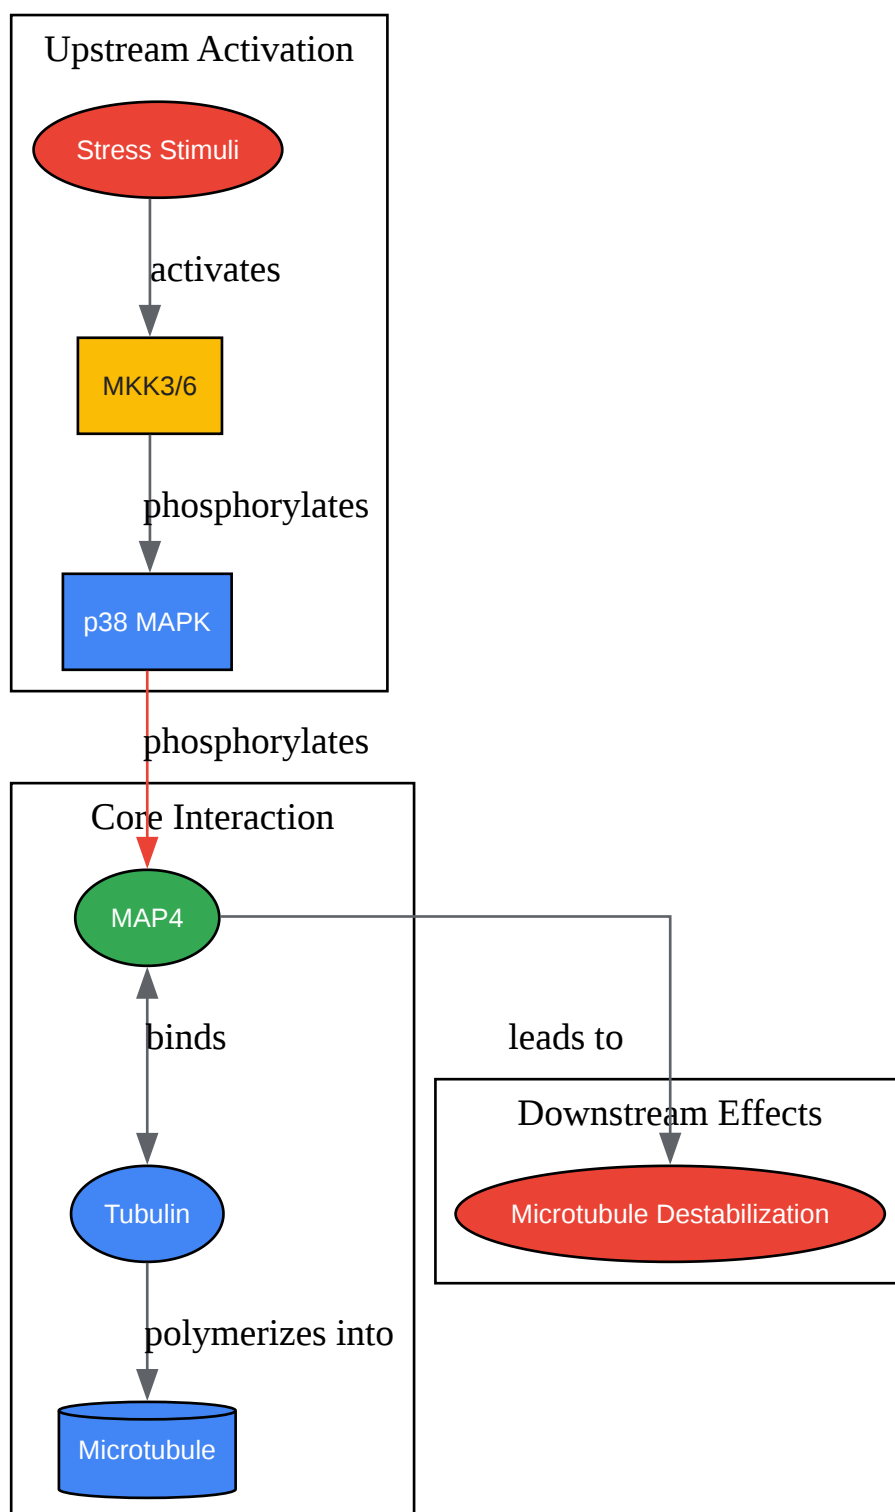 Upstream Activation
Stress Stimuli
activates
MKK3/6
phosphorylates
p38 MAPK
phosphorylates
Core Interaction
MAP4
binds
leads to
Downstream Effects
Tubulin
Microtubule Destabilization
polymerizes into
Microtubule